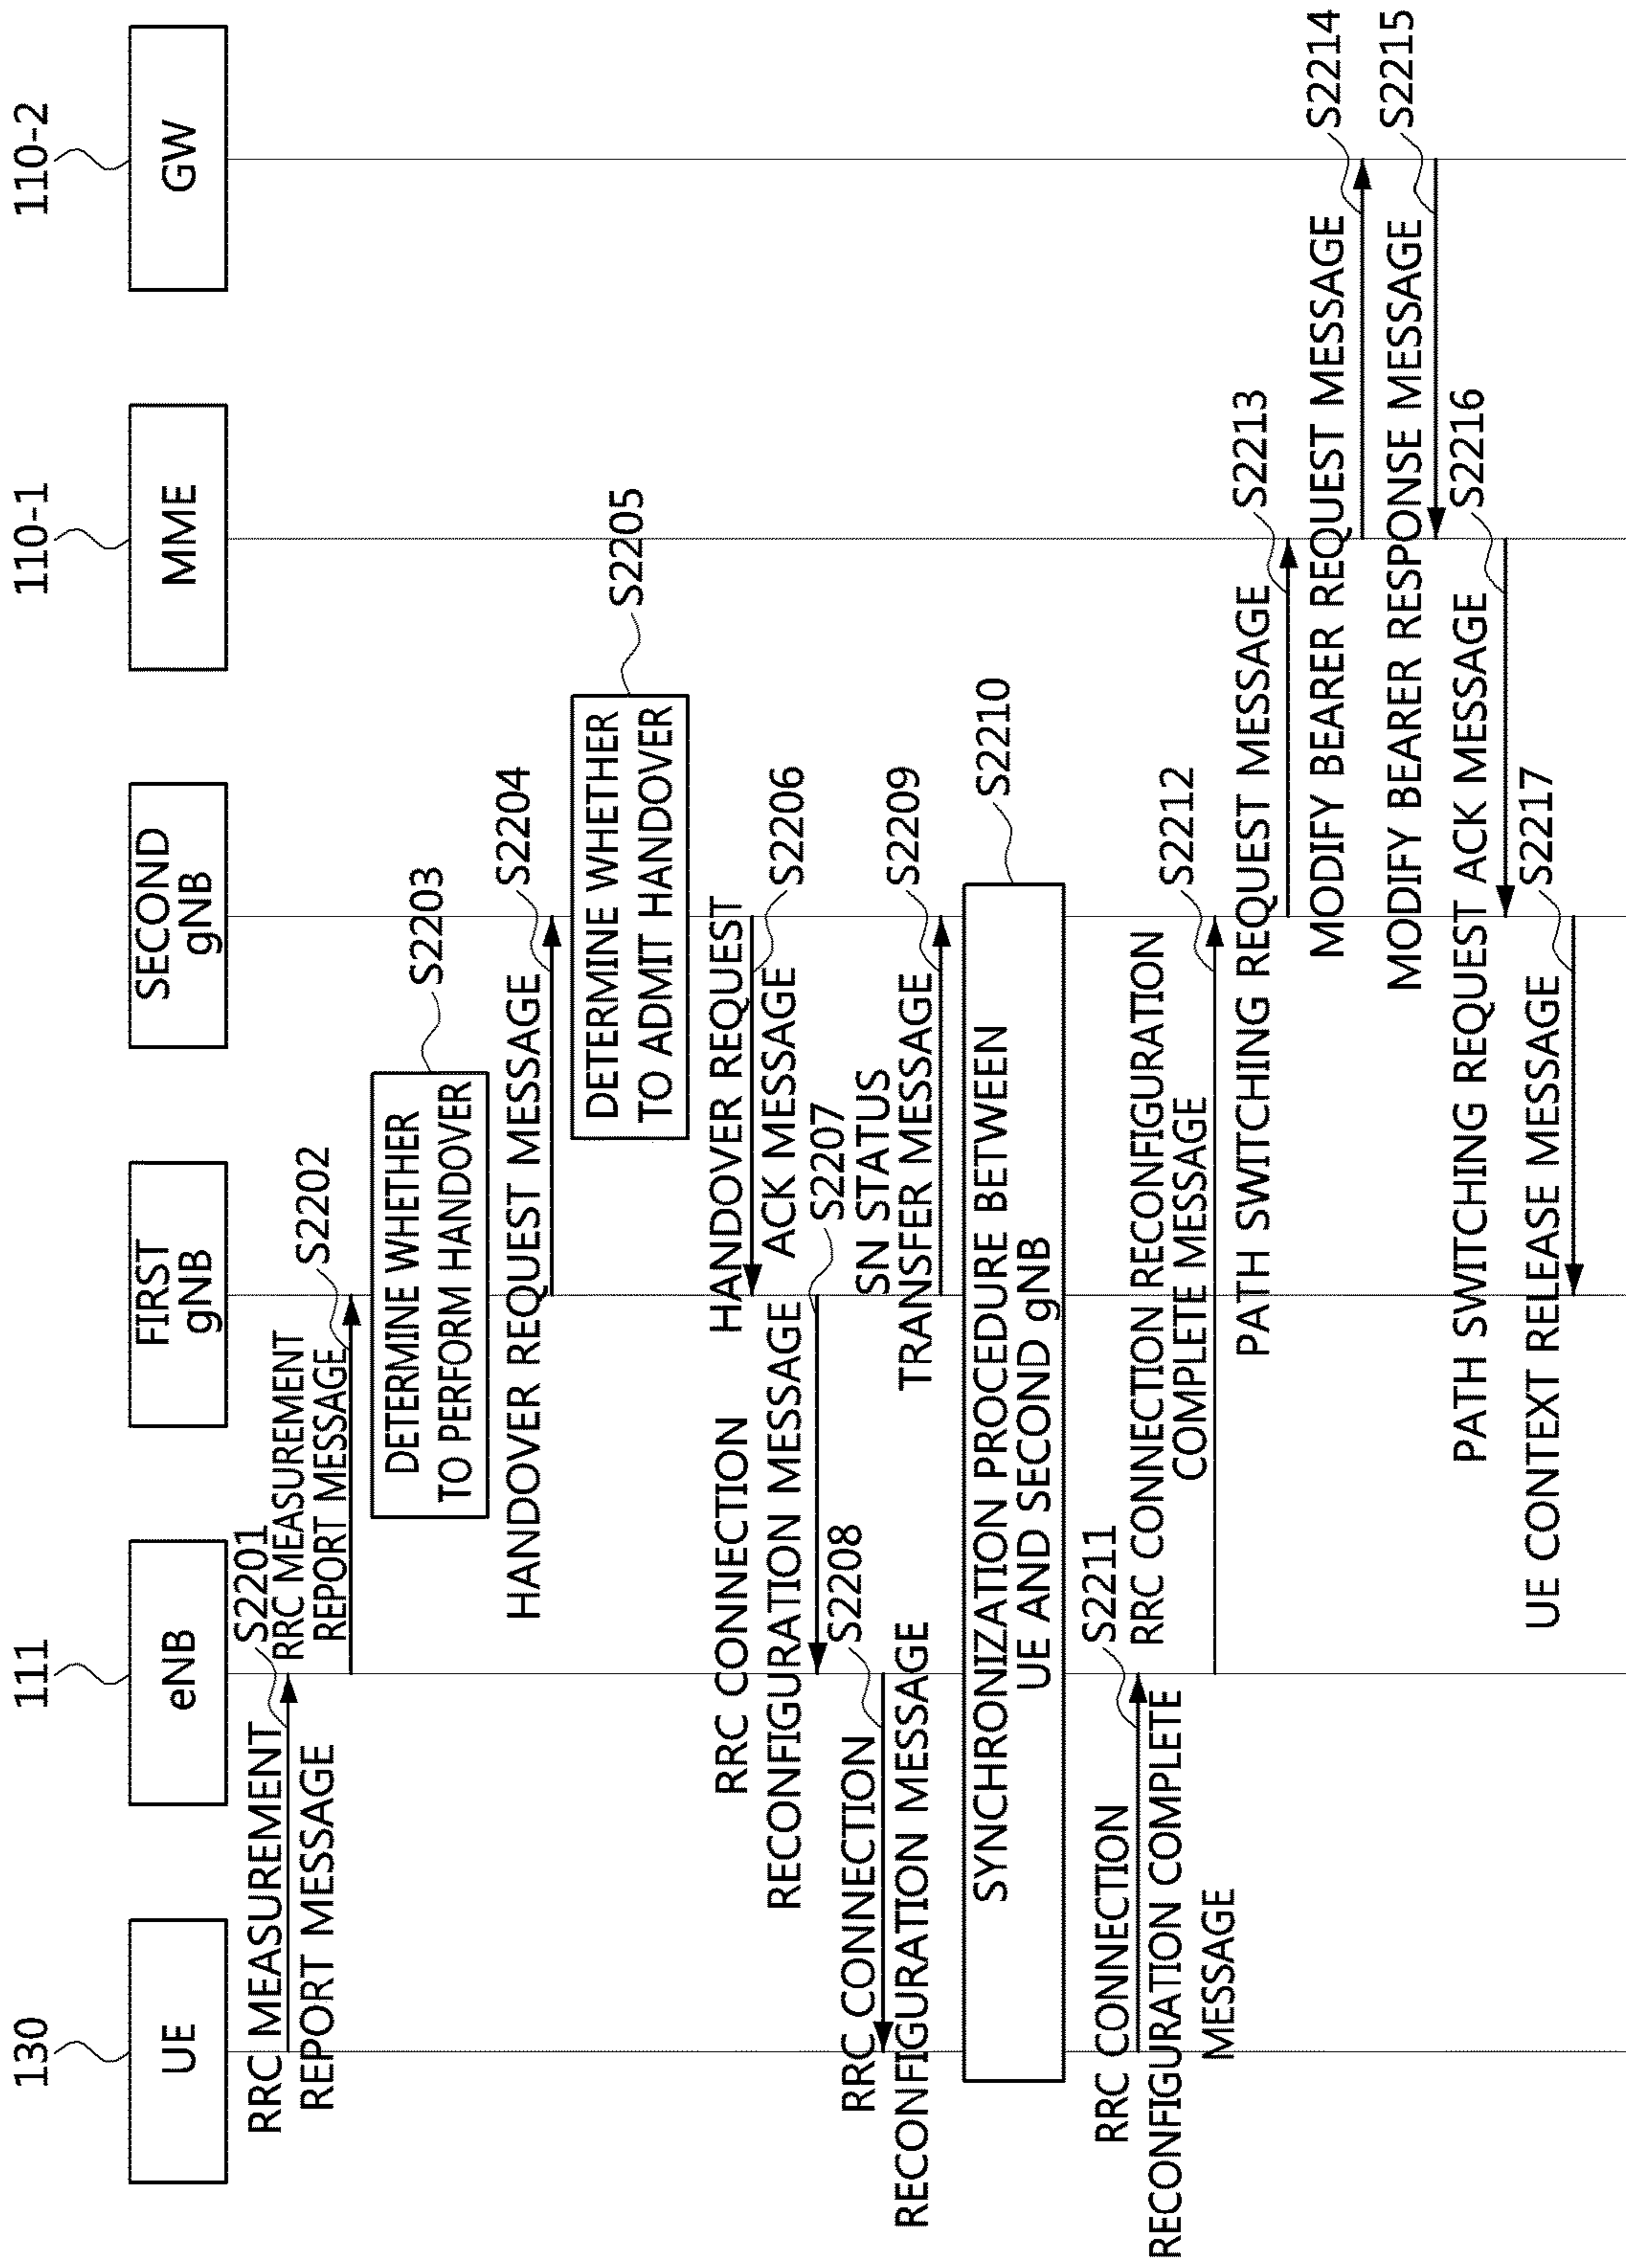 130
111
110-1
110-2
UE
eNB
FIRST
gNB
SECOND
gNB
MME
GW
S2201
RRC MEASUREMENT
REPORT MESSAGE
S2202
RRC MEASUREMENT
REPORT MESSAGE
S2203
DETERMINE WHETHER
TO PERFORM HANDOVER
S2204
HANDOVER REQUEST MESSAGE
S2205
DETERMINE WHETHER
TO ADMIT HANDOVER
HANDOVER REQUEST
ACK MESSAGE
S2206
RRC CONNECTION
RECONFIGURATION MESSAGE
S2207
RRC CONNECTION
RECONFIGURATION MESSAGE
S2208
SN STATUS
TRANSFER MESSAGE
S2209
SYNCHRONIZATION PROCEDURE BETWEEN
UE AND SECOND gNB
S2210
RRC CONNECTION
RECONFIGURATION COMPLETE
MESSAGE
S2211
RRC CONNECTION RECONFIGURATION
COMPLETE MESSAGE
S2212
PATH SWITCHING REQUEST MESSAGE
S2213
MODIFY BEARER REQUEST MESSAGE
S2214
MODIFY BEARER RESPONSE MESSAGE
S2215
PATH SWITCHING REQUEST ACK MESSAGE
S2216
UE CONTEXT RELEASE MESSAGE
S2217